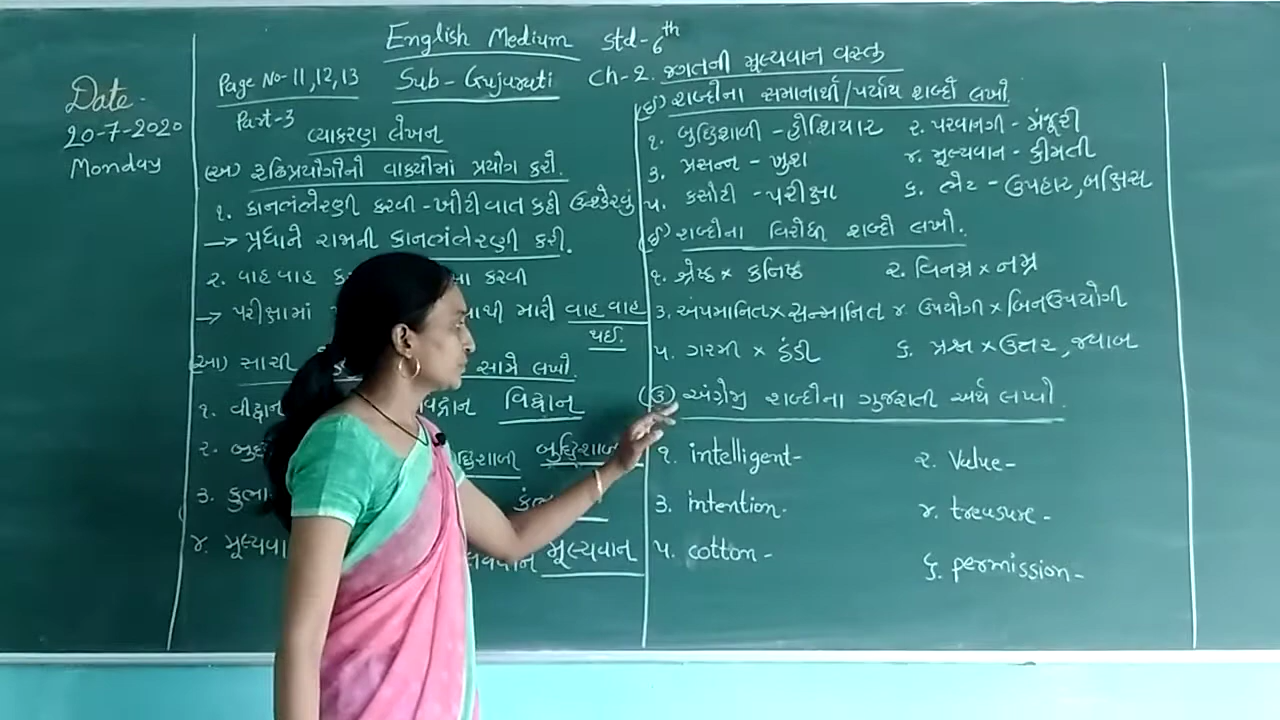 English Medium std-6th
Date-
20-7-2020
Monday
Page No-11,12,13
Sub-Gujarati
Ch-2. જગતની મૂલ્યવાન વસ્તુ
Part-3
વ્યાકરણ લેખન
(અ) રૂઢિપ્રયોગોનો વાક્યોમાં પ્રયોગ કરો.
૧. કાનભંભેરણી કરવી - ખોટીવાત કહી ઉશ્કેરવું
→ પ્રધાને રાજાની કાનભંભેરણી કરી.
૨. વાહ વાહ કરવી
→ પરીક્ષામાં મારી વાહ વાહ
થઈ.
(આ) સાચી સામે લખો.
૧. વીદ્વાન વિદ્વાન
૨. બુદ્ધિશાળી
૩.
૪. મૂલ્યવાન
(ઇ) શબ્દોના સમાનાર્થી/પર્યાય શબ્દો લખો.
૧. બુદ્ધિશાળી - હોશિયાર ૨. પરવાનગી - મંજૂરી
૩. પ્રસન્ન - ખુશ ૪. મૂલ્યવાન - કીમતી
૫. કસોટી - પરીક્ષા ૬. ભેટ - ઉપહાર, બક્ષિસ
(ઈ) શબ્દોના વિરોધી શબ્દો લખો.
૧. શ્રેષ્ઠ × કનિષ્ઠ ૨. વિનમ્ર × નમ્ર
૩. અપમાનિત × સન્માનિત ૪. ઉપયોગી × બિનઉપયોગી
૫. ગરમી × ઠંડી ૬. પ્રશ્ન × ઉત્તર, જવાબ
(ઉ) અંગ્રેજી શબ્દોના ગુજરાતી અર્થ લખો.
૧. intelligent- ૨. Value-
૩. intention- ૪. treasure-
૫. cotton- ૬. permission-